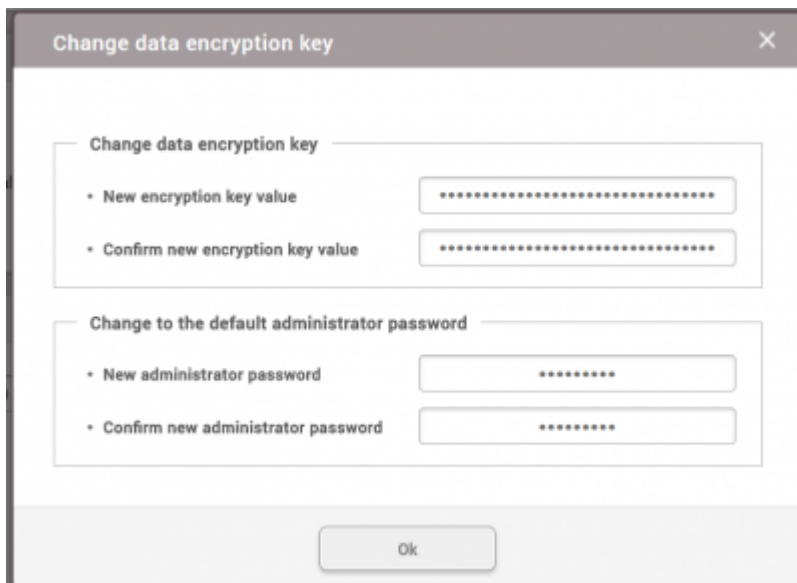 Change data encryption key
Change data encryption key
• New encryption key value
• Confirm new encryption key value
Change to the default administrator password
• New administrator password
• Confirm new administrator password
Ok